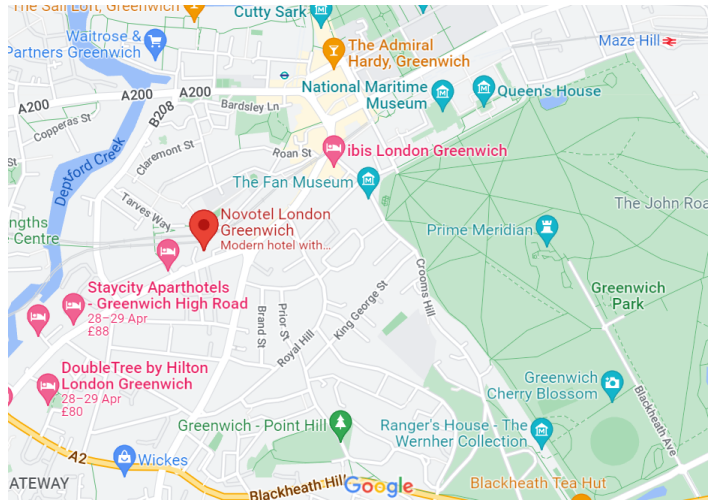 The Sail Loft, Greenwich
Cutty Sark
Waitrose &
Partners Greenwich
The Admiral
Hardy, Greenwich
Maze Hill
A200
A200
A200
B208
Bardsley Ln
National Maritime
Museum
Queen's House
Copperas St
Claremont St
Roan St
ibis London Greenwich
Deptford Creek
The Fan Museum
Tarves Way
Novotel London
Greenwich
Modern hotel with...
The John Roa
Prime Meridian
ngths
e Centre
Staycity Aparthotels
- Greenwich High Road
28–29 Apr
£88
Crooms Hill
Greenwich
Park
Brand St
Prior St
King George St
Royal Hill
DoubleTree by Hilton
London Greenwich
28–29 Apr
£80
Greenwich
Cherry Blossom
Blackheath Ave
Greenwich - Point Hill
Ranger's House - The
Wernher Collection
A2
Wickes
ATEWAY
Blackheath Hill
Google
Blackheath Tea Hut